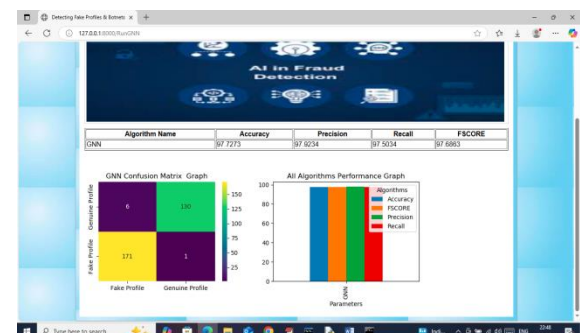 Detecting Fake Profiles & Botnets
127.0.0.1:8000/RunGNN
AI in Fraud
Detection
Algorithm Name Accuracy Precision Recall FSCORE
GNN 97.7273 97.9234 97.5034 97.6863
GNN Confusion Matrix Graph
Genuine Profile
Fake Profile
6 130
171 1
Fake Profile Genuine Profile
150
125
100
75
50
25
All Algorithms Performance Graph
100
80
60
40
20
0
Algorithms
Accuracy
FSCORE
Precision
Recall
GNN
Parameters
Type here to search
ENG
22:48